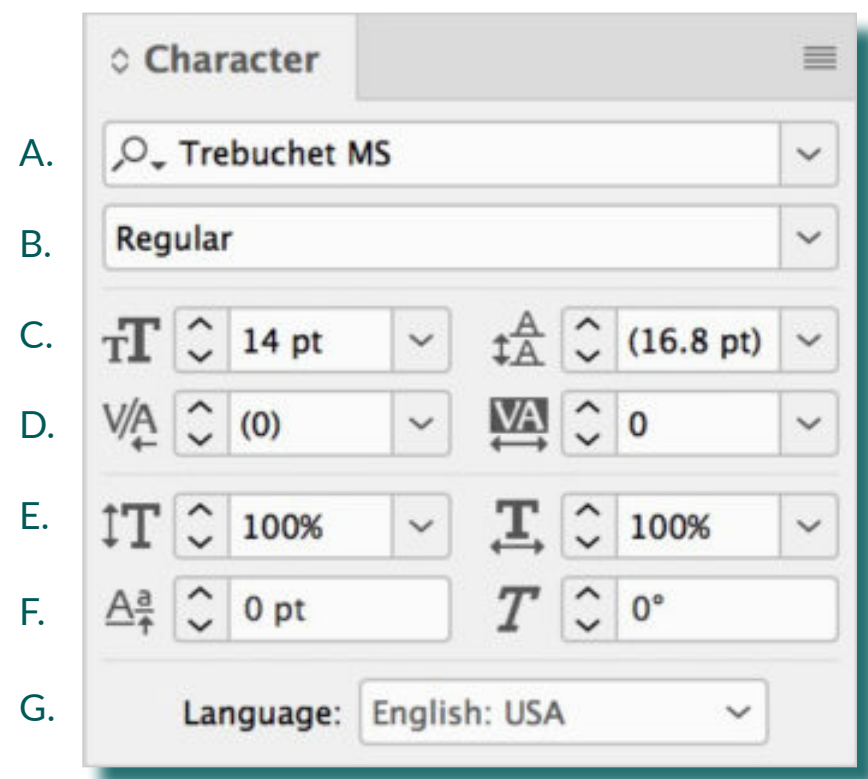 Character
A. Trebuchet MS
B. Regular
C. 14 pt (16.8 pt)
D. (0) 0
E. 100% 100%
F. 0 pt 0°
G. Language: English: USA